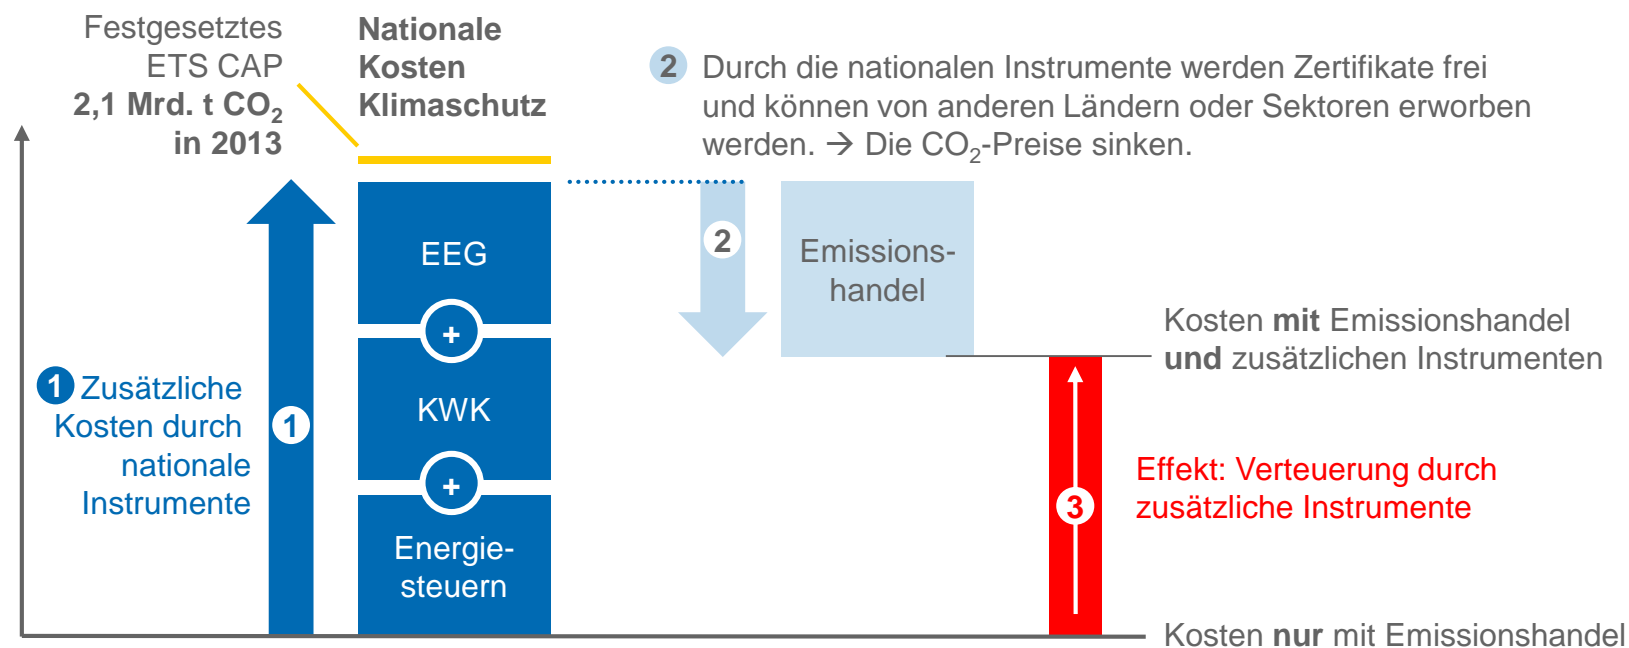 Festgesetztes
ETS CAP
2,1 Mrd. t CO₂
in 2013
Nationale
Kosten
Klimaschutz
2 Durch die nationalen Instrumente werden Zertifikate frei
und können von anderen Ländern oder Sektoren erworben
werden. → Die CO₂-Preise sinken.
EEG
+
KWK
+
Energie-
steuern
1 Zusätzliche
Kosten durch
nationale
Instrumente
1
2
Emissions-
handel
Kosten mit Emissionshandel
und zusätzlichen Instrumenten
3
Effekt: Verteuerung durch
zusätzliche Instrumente
Kosten nur mit Emissionshandel